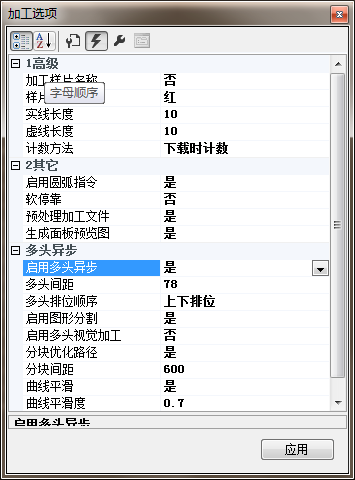 加工选项
1高级
加工样片名称 否
字母顺序
样片 红
实线长度 10
虚线长度 10
计数方法 下载时计数
2其它
启用圆弧指令 是
软停靠 否
预处理加工文件 是
生成面板预览图 是
多头异步
启用多头异步 是
多头间距 78
多头排位顺序 上下排位
启用图形分割 是
启用多头视觉加工 否
分块优化路径 是
分块间距 600
曲线平滑 是
曲线平滑度 0.7
启用多头异步
应用